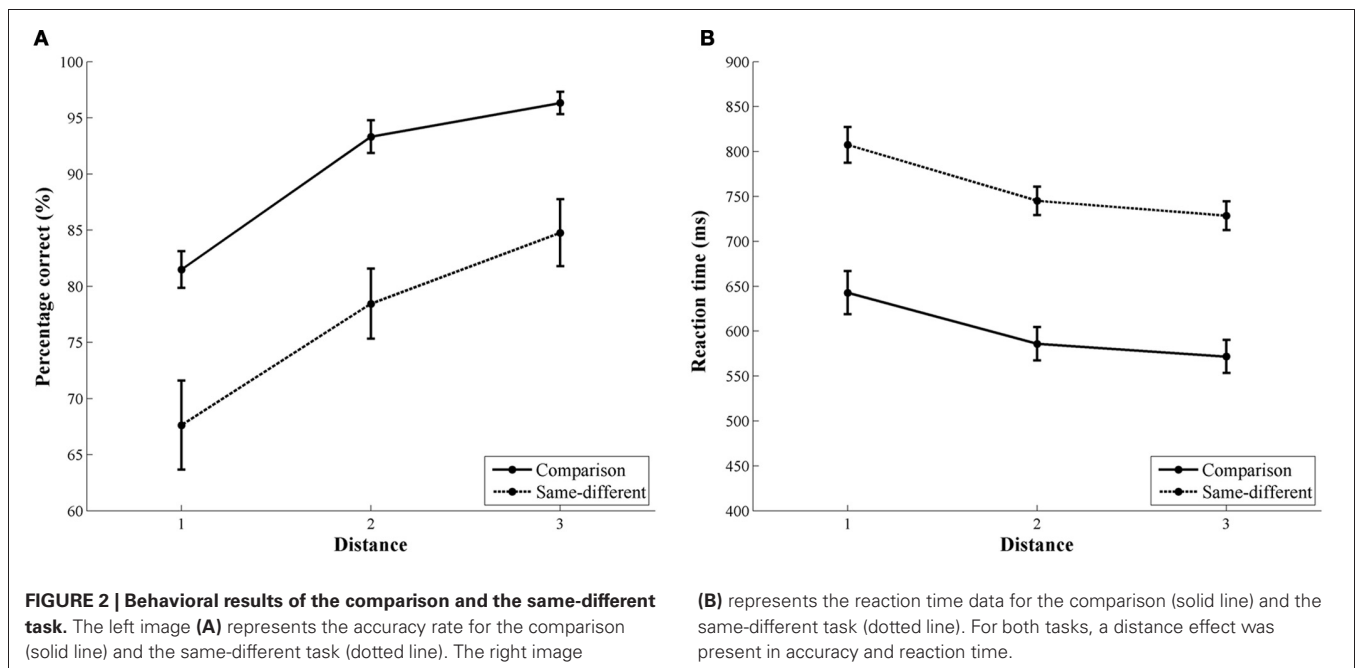 A
100
95
90
85
80
75
70
65
60
Percentage correct (%)
1 2 3
Distance
Comparison
Same-different
B
900
850
800
750
700
650
600
550
500
450
400
Reaction time (ms)
1 2 3
Distance
Comparison
Same-different
FIGURE 2 | Behavioral results of the comparison and the same-different
task. The left image (A) represents the accuracy rate for the comparison
(solid line) and the same-different task (dotted line). The right image
(B) represents the reaction time data for the comparison (solid line) and the
same-different task (dotted line). For both tasks, a distance effect was
present in accuracy and reaction time.